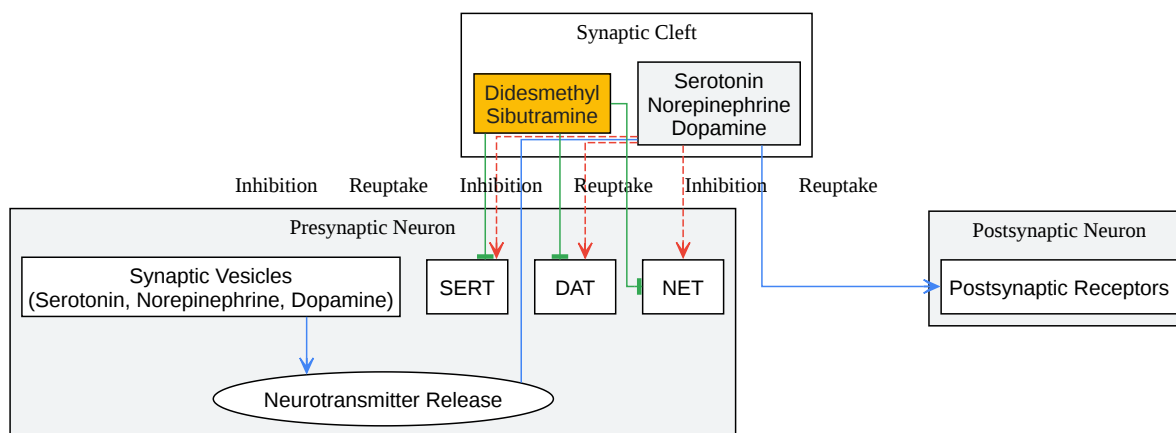 Synaptic Cleft
Didesmethyl
Sibutramine
Serotonin
Norepinephrine
Dopamine
Inhibition Reuptake Inhibition Reuptake Inhibition Reuptake
Presynaptic Neuron
Synaptic Vesicles
(Serotonin, Norepinephrine, Dopamine)
SERT
DAT
NET
Neurotransmitter Release
Postsynaptic Neuron
Postsynaptic Receptors